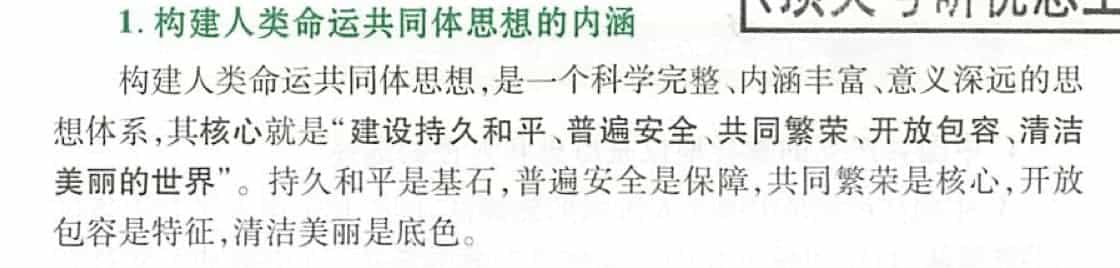 1. 构建人类命运共同体思想的内涵
构建人类命运共同体思想,是一个科学完整、内涵丰富、意义深远的思
想体系,其核心就是“建设持久和平、普遍安全、共同繁荣、开放包容、清洁
美丽的世界”。持久和平是基石,普遍安全是保障,共同繁荣是核心,开放
包容是特征,清洁美丽是底色。